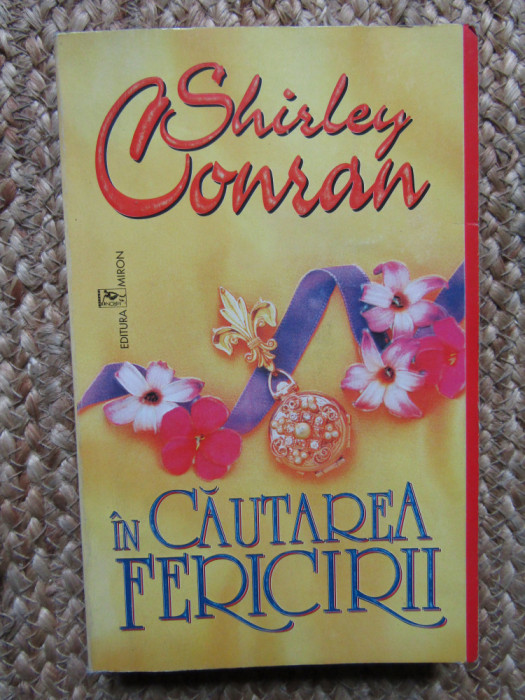 Shirley
Conran
EDITURA MIRON
ÎN CĂUTAREA
FERICIRII